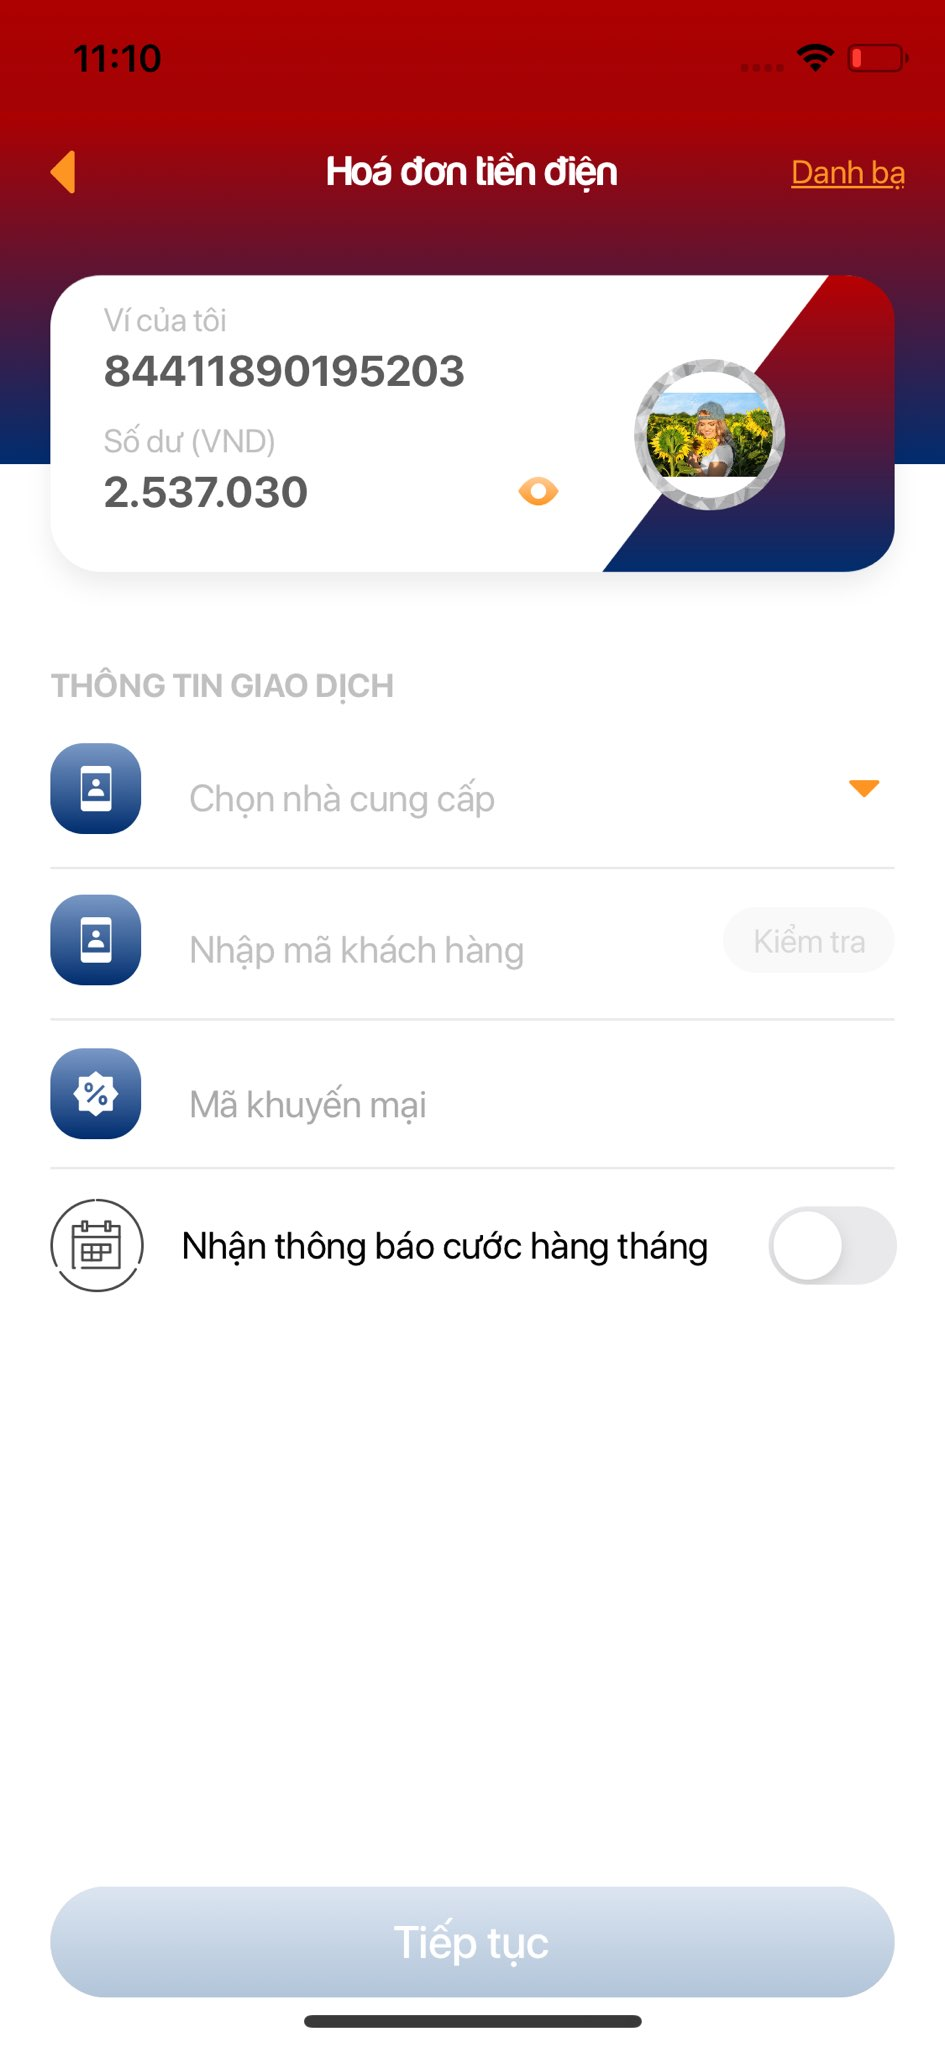 11:10
Hoá đơn tiền điện
Danh bạ
Ví của tôi
84411890195203
Số dư (VND)
2.537.030
THÔNG TIN GIAO DỊCH
Chọn nhà cung cấp
Nhập mã khách hàng
Kiểm tra
%
Mã khuyến mại
Nhận thông báo cước hàng tháng
Tiếp tục